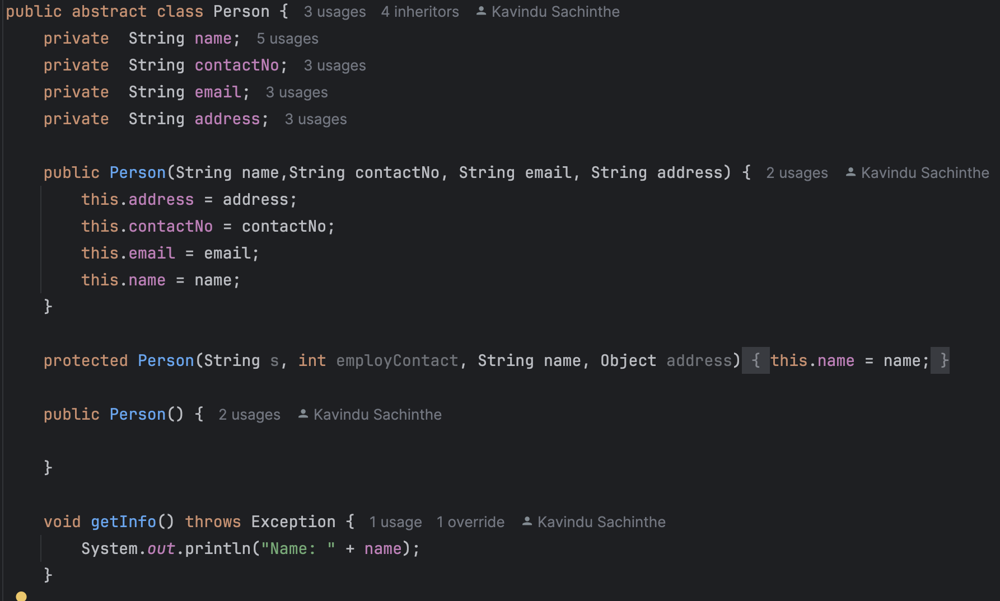 public abstract class Person { 3 usages 4 inheritors Kavindu Sachinthe
private  String name; 5 usages
private  String contactNo; 3 usages
private  String email; 3 usages
private  String address; 3 usages
public Person(String name,String contactNo, String email, String address) { 2 usages Kavindu Sachinthe
this.address = address;
this.contactNo = contactNo;
this.email = email;
this.name = name;
}
protected Person(String s, int employContact, String name, Object address) { this.name = name; }
public Person() { 2 usages Kavindu Sachinthe
}
void getInfo() throws Exception { 1 usage 1 override Kavindu Sachinthe
System.out.println("Name: " + name);
}